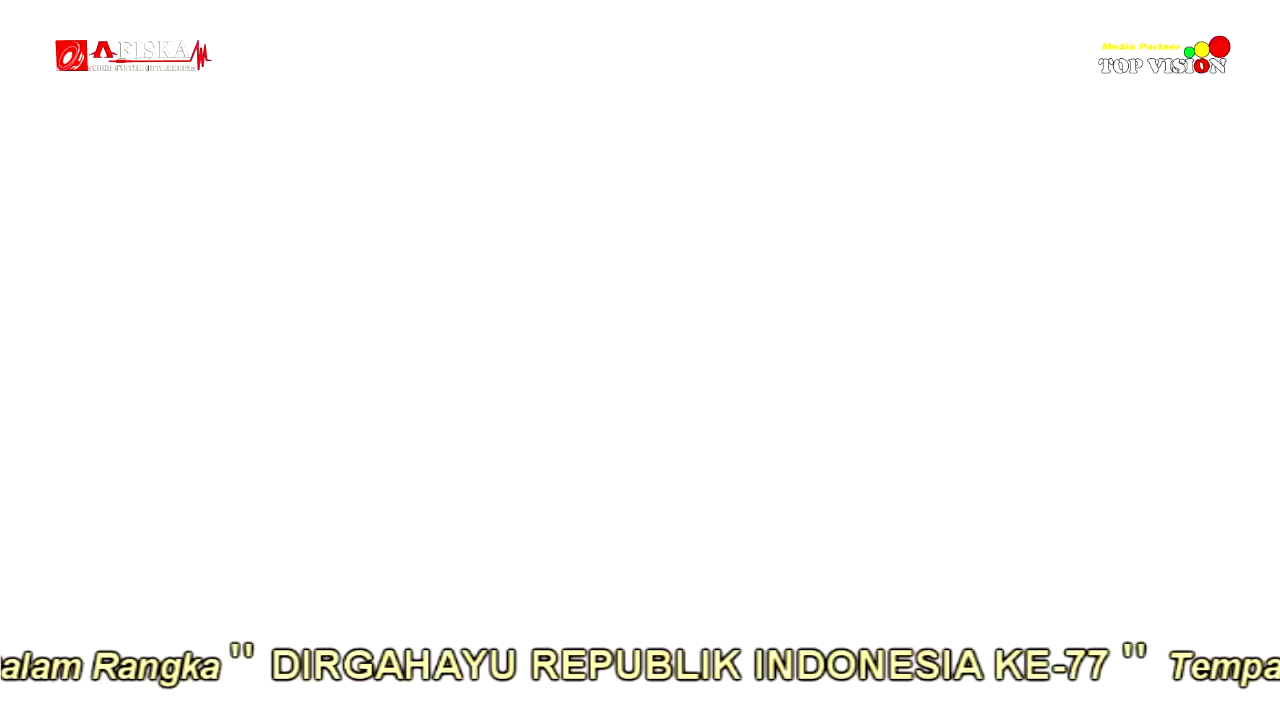 AFISKA
Media Partner
TOP VISION
alam Rangka " DIRGAHAYU REPUBLIK INDONESIA KE-77 " Tempa